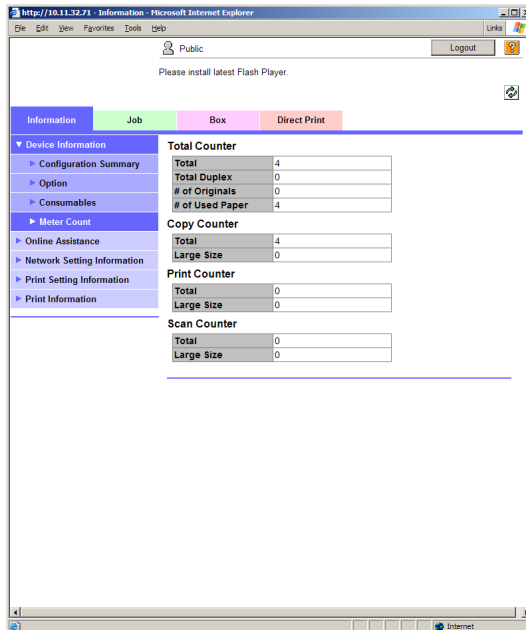 http://10.11.32.71 - Information - Microsoft Internet Explorer
File Edit View Favorites Tools Help Links
Public Logout ?
Please install latest Flash Player.
Information Job Box Direct Print
Device Information
Configuration Summary
Option
Consumables
Meter Count
Online Assistance
Network Setting Information
Print Setting Information
Print Information
Total Counter
Total 4
Total Duplex 0
# of Originals 0
# of Used Paper 4
Copy Counter
Total 4
Large Size 0
Print Counter
Total 0
Large Size 0
Scan Counter
Total 0
Large Size 0
Internet